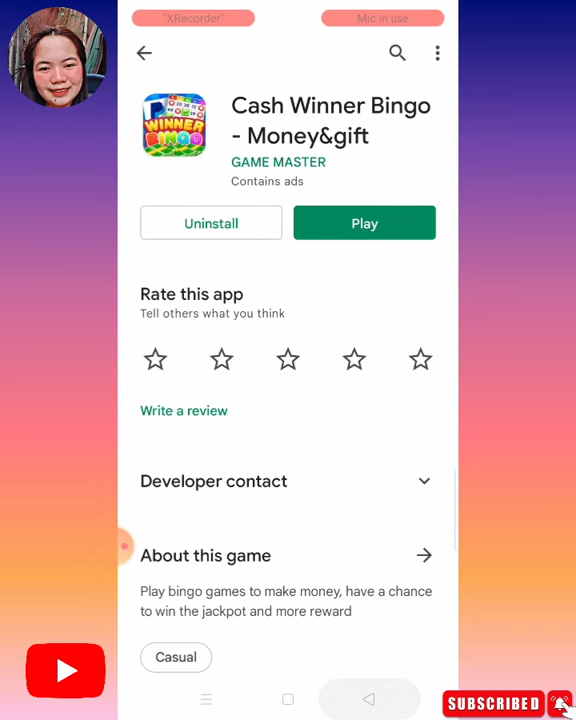 "XRecorder"
Mic in use
Cash Winner Bingo
- Money&gift
GAME MASTER
Contains ads
WINNER
BINGO
Uninstall
Play
Rate this app
Tell others what you think
Write a review
Developer contact
About this game
Play bingo games to make money, have a chance
to win the jackpot and more reward
Casual
SUBSCRIBED